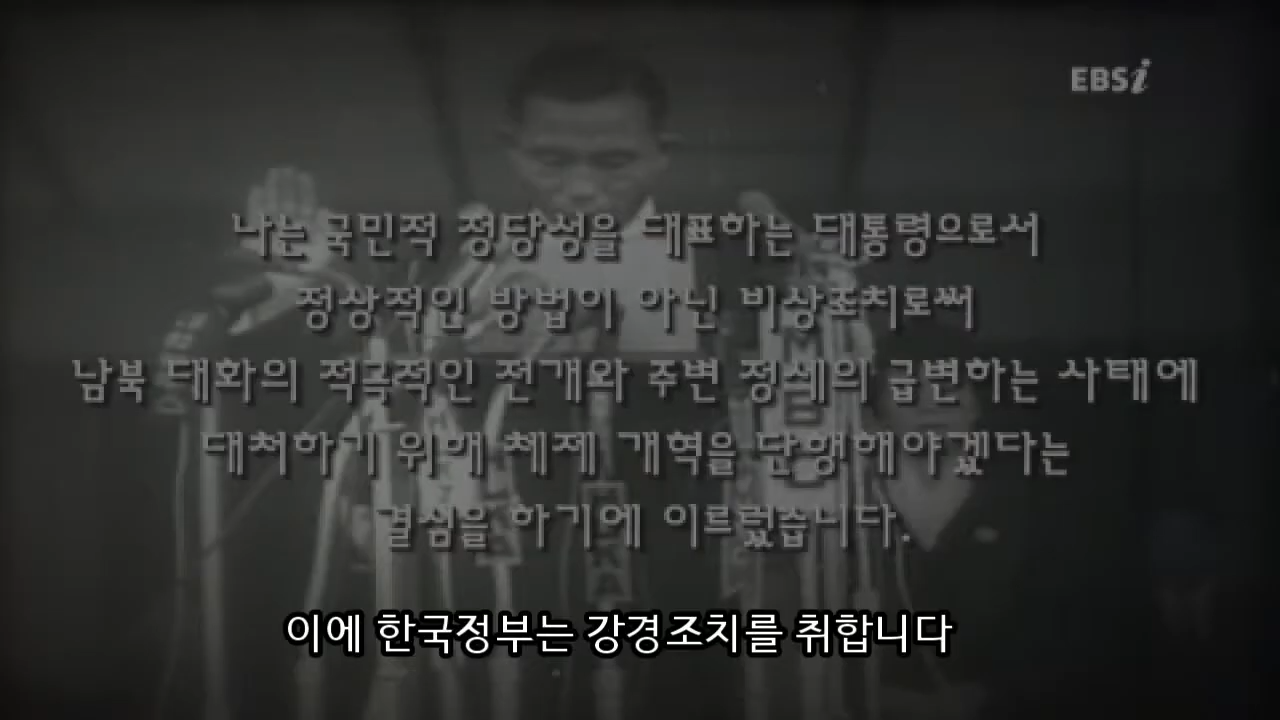 EBSi
나는 국민적 정당성을 대표하는 대통령으로서
정상적인 방법이 아닌 비상조치로써
남북 대화의 적극적인 전개와 주변 정세의 급변하는 사태에
대처하기 위해 체제 개혁을 단행해야겠다는
결심을 하기에 이르렀습니다.
이에 한국정부는 강경조치를 취합니다